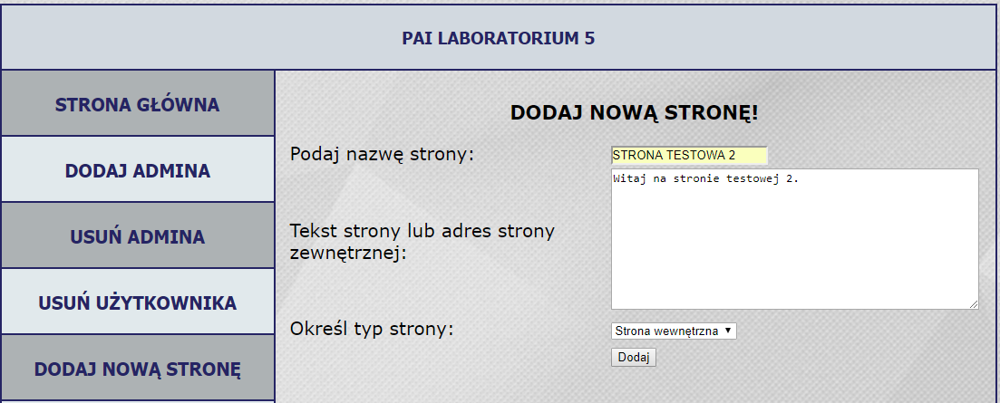 PAI LABORATORIUM 5
STRONA GŁÓWNA
DODAJ ADMINA
USUŃ ADMINA
USUŃ UŻYTKOWNIKA
DODAJ NOWĄ STRONĘ
DODAJ NOWĄ STRONĘ!
Podaj nazwę strony:
STRONA TESTOWA 2
Tekst strony lub adres strony
zewnętrznej:
Witaj na stronie testowej 2.
Określ typ strony:
Strona wewnętrzna
Dodaj